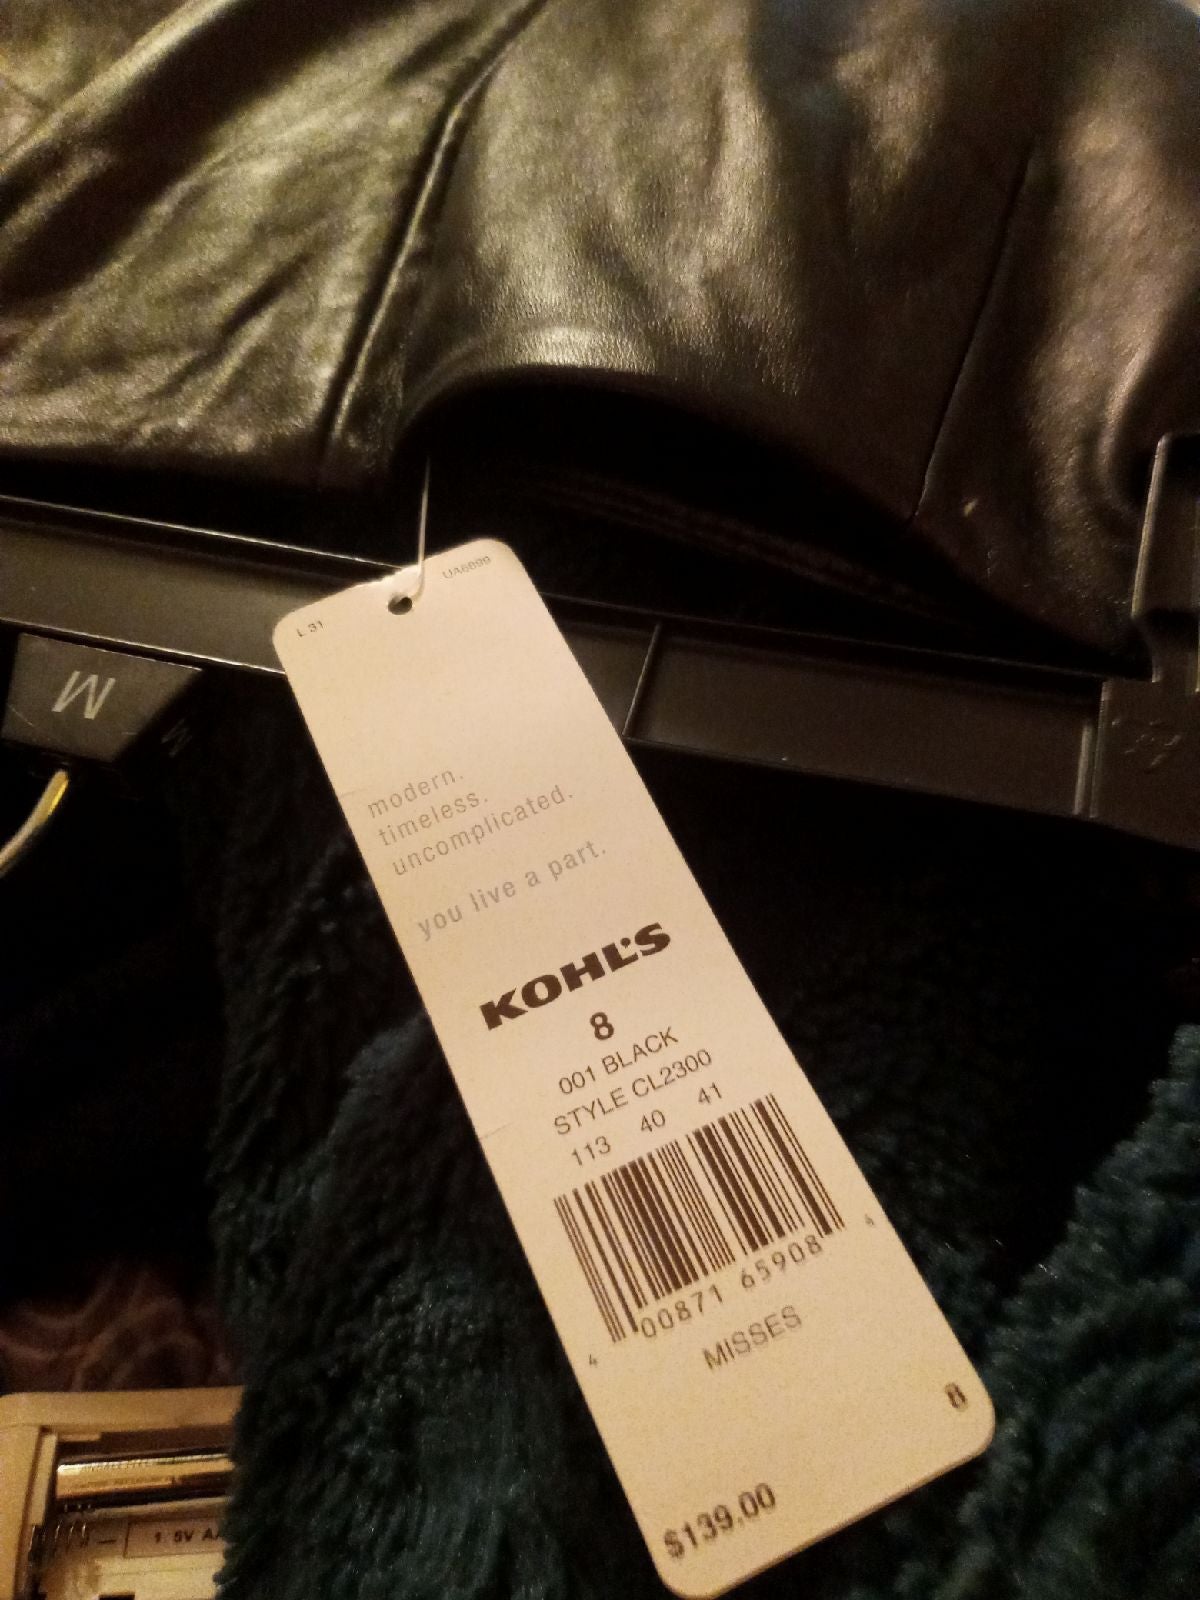 L 31
UA6899
modern.
timeless.
uncomplicated.
you live a part.
KOHL'S
8
001 BLACK
STYLE CL2300
113 40 41
4 00871 65908 4
MISSES
8
$139.00
M
M
1 5V AA